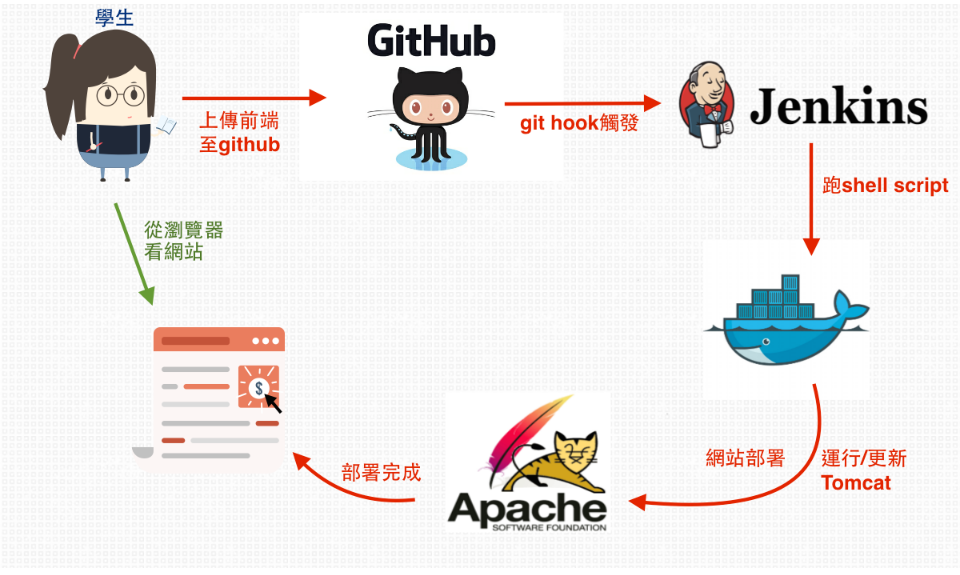 學生
GitHub
上傳前端
至github
git hook觸發
Jenkins
跑shell script
從瀏覽器
看網站
$
網站部署
運行/更新
Tomcat
部署完成
Apache
SOFTWARE FOUNDATION